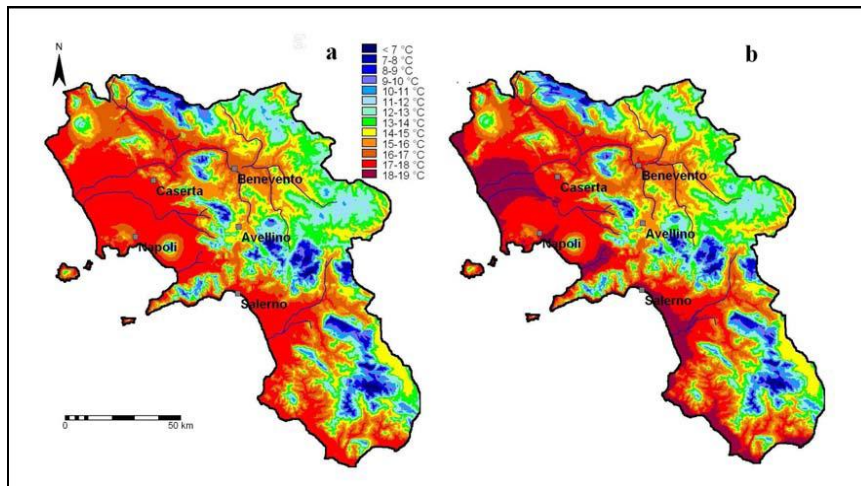 N
a
< 7 °C
7-8 °C
8-9 °C
9-10 °C
10-11 °C
11-12 °C
12-13 °C
13-14 °C
14-15 °C
15-16 °C
16-17 °C
17-18 °C
18-19 °C
Benevento
Caserta
Avellino
Napoli
Salerno
0 50 km
b
Benevento
Caserta
Avellino
Napoli
Salerno